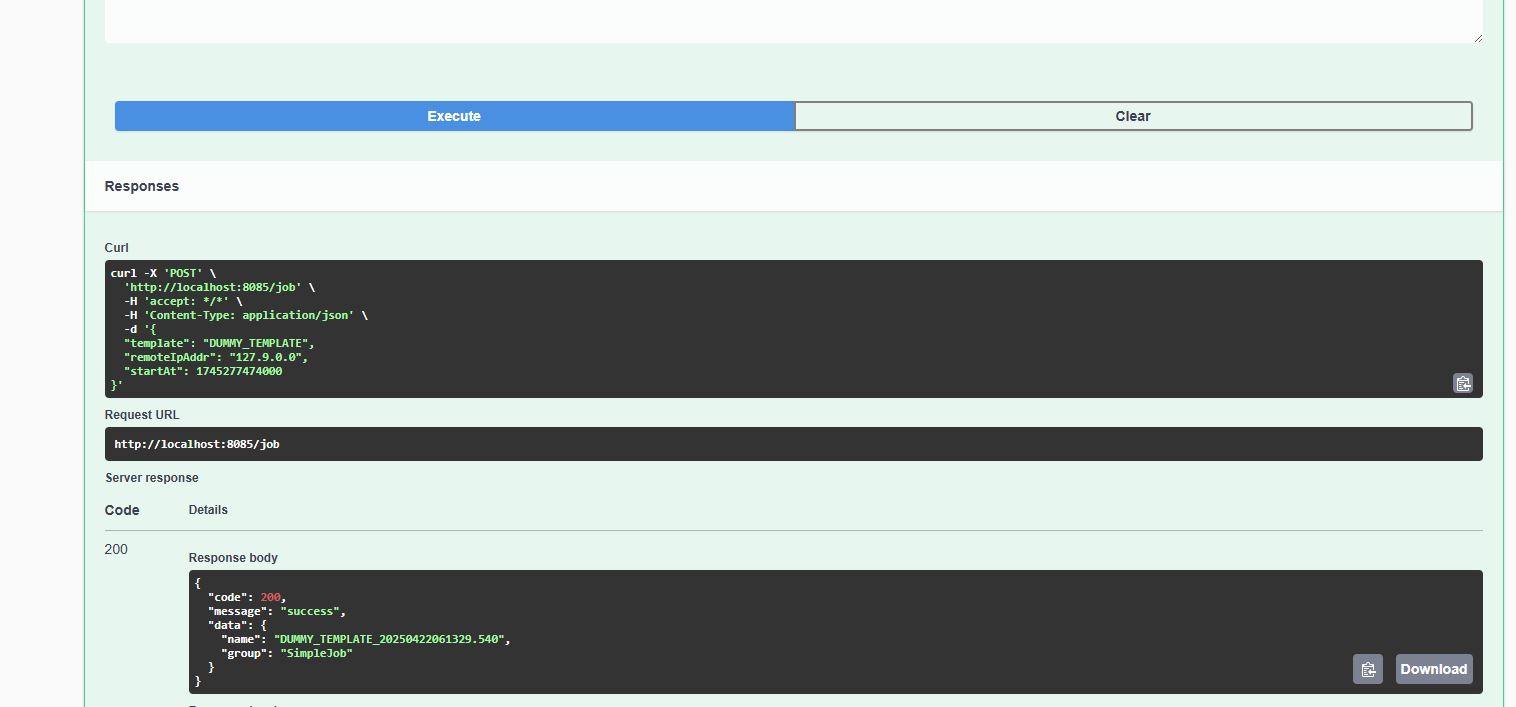 Execute
Clear
Responses
Curl
curl -X 'POST' \
  'http://localhost:8085/job' \
  -H 'accept: */*' \
  -H 'Content-Type: application/json' \
  -d '{
  "template": "DUMMY_TEMPLATE",
  "remoteIpAddr": "127.9.0.0",
  "startAt": 1745277474000
}'
Request URL
http://localhost:8085/job
Server response
Code
Details
200
Response body
{
  "code": 200,
  "message": "success",
  "data": {
    "name": "DUMMY_TEMPLATE_20250422061329.540",
    "group": "SimpleJob"
  }
}
Download